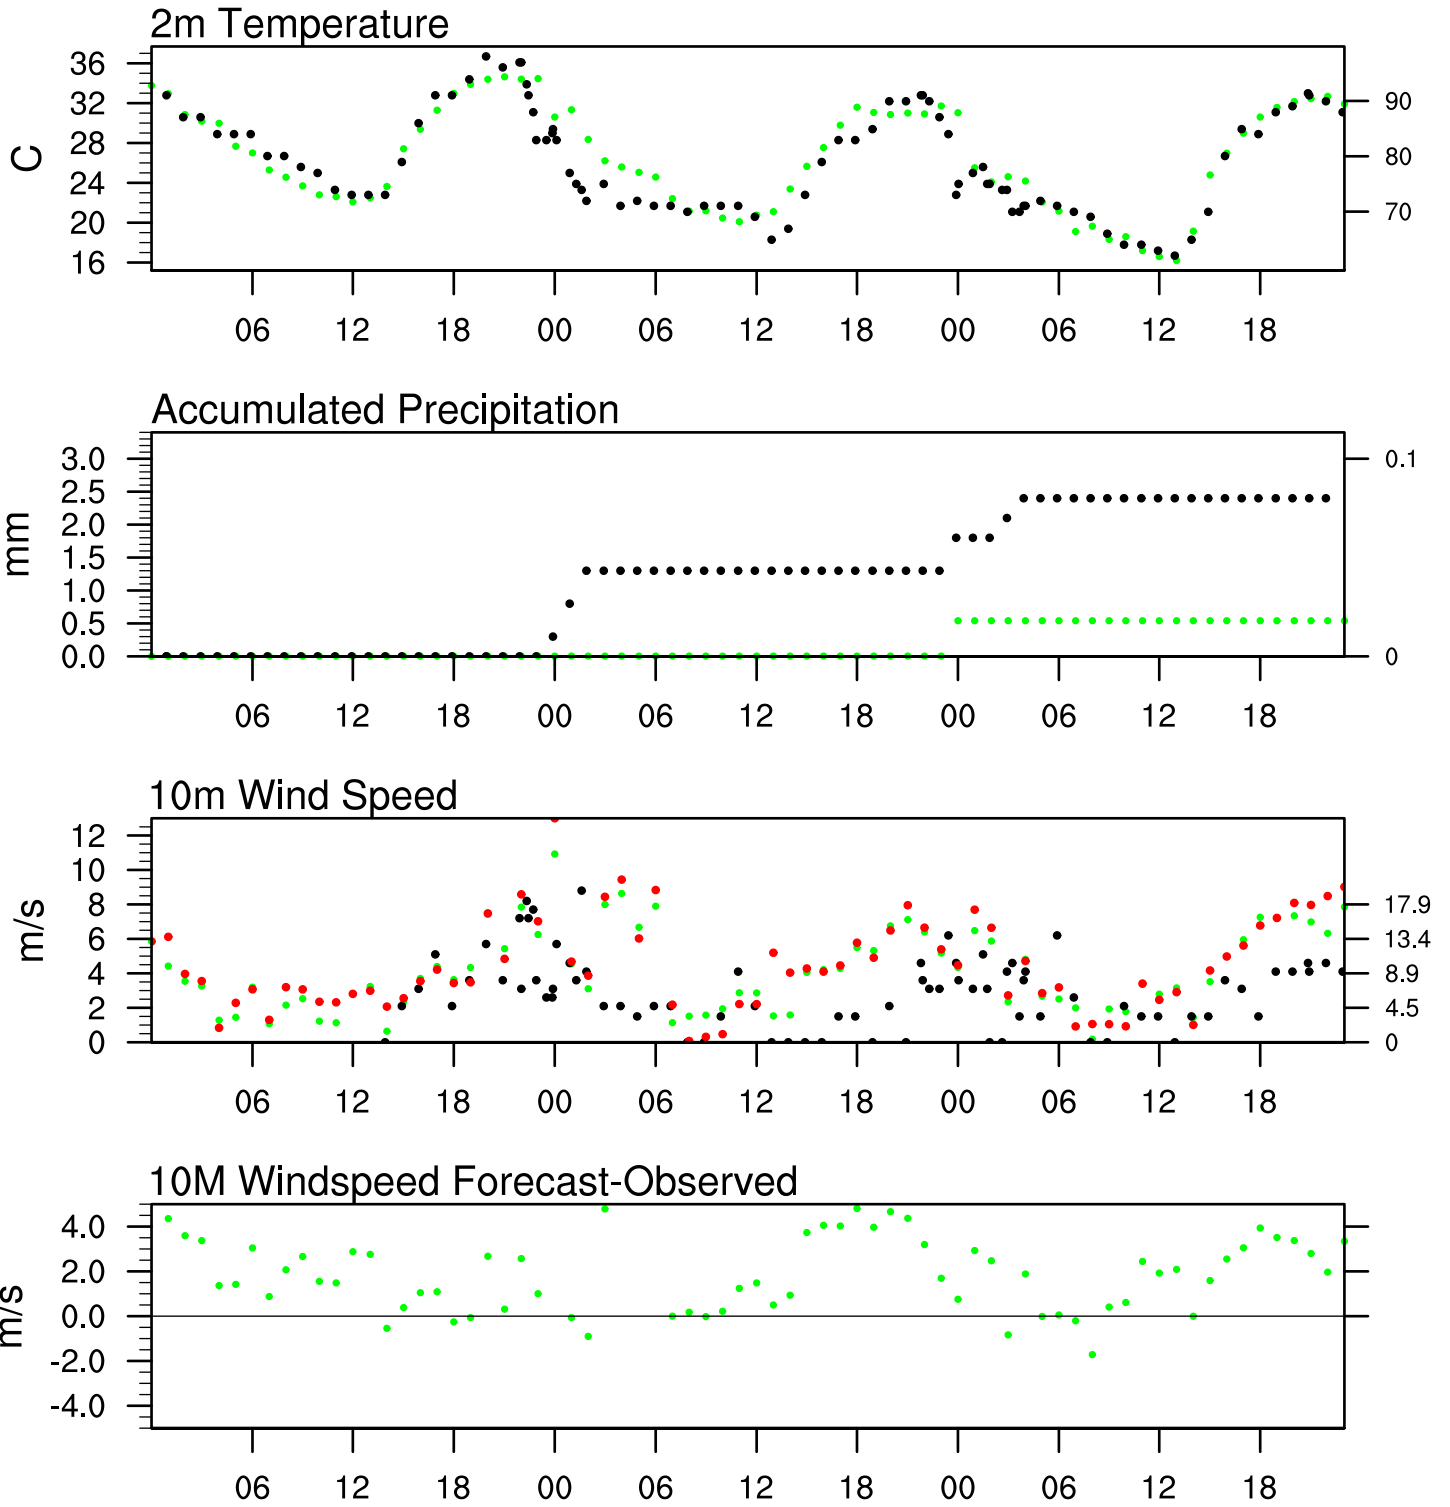 2m Temperature
36
32
28
24
20
16
C
90
80
70
06 12 18 00 06 12 18 00 06 12 18
Accumulated Precipitation
3.0
2.5
2.0
1.5
1.0
0.5
0.0
mm
0.1
0
06 12 18 00 06 12 18 00 06 12 18
10m Wind Speed
12
10
8
6
4
2
0
m/s
17.9
13.4
8.9
4.5
0
06 12 18 00 06 12 18 00 06 12 18
10M Windspeed Forecast-Observed
4.0
2.0
0.0
-2.0
-4.0
m/s
06 12 18 00 06 12 18 00 06 12 18